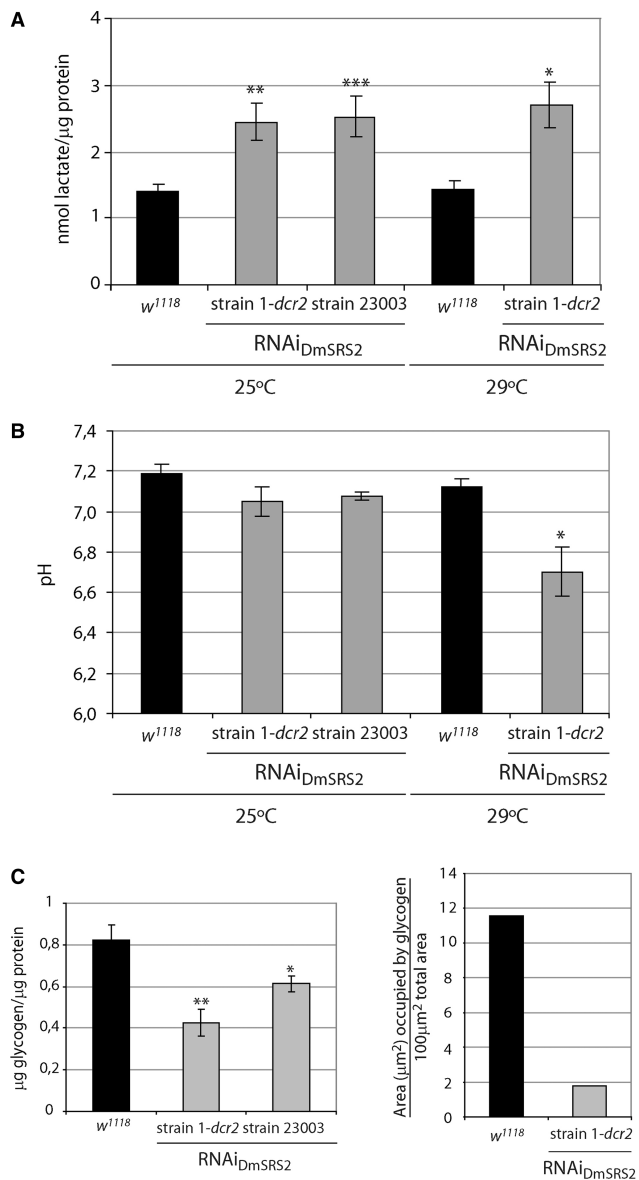 A
nmol lactate/μg protein
4
3
2
1
0
**
***
*
w1118
strain 1-dcr2
strain 23003
w1118
strain 1-dcr2
RNAiDmSRS2
RNAiDmSRS2
25ºC
29ºC
B
pH
7,4
7,2
7,0
6,8
6,6
6,4
6,2
6,0
*
w1118
strain 1-dcr2
strain 23003
w1118
strain 1-dcr2
RNAiDmSRS2
RNAiDmSRS2
25ºC
29ºC
C
μg glycogen/μg protein
1
0,8
0,6
0,4
0,2
0
**
*
w1118
strain 1-dcr2
strain 23003
RNAiDmSRS2
Area (μm2) occupied by glycogen
100μm2 total area
14
12
10
8
6
4
2
0
w1118
strain 1-dcr2
RNAiDmSRS2